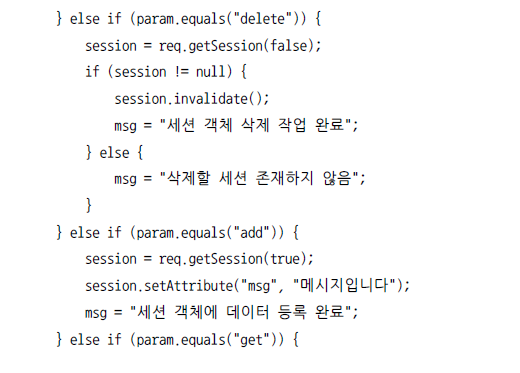 } else if (param.equals("delete")) {
session = req.getSession(false);
if (session != null) {
session.invalidate();
msg = "세션 객체 삭제 작업 완료";
} else {
msg = "삭제할 세션 존재하지 않음";
}
} else if (param.equals("add")) {
session = req.getSession(true);
session.setAttribute("msg", "메시지입니다");
msg = "세션 객체에 데이터 등록 완료";
} else if (param.equals("get")) {